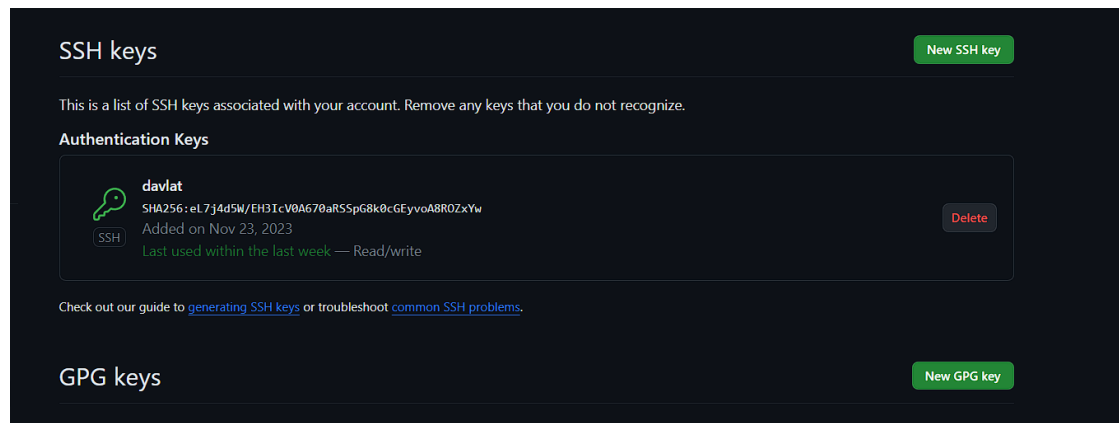 SSH keys
New SSH key
This is a list of SSH keys associated with your account. Remove any keys that you do not recognize.
Authentication Keys
davlat
SHA256:eL7j4d5W/EH3IcV0A670aRSSpG8k0cGEyvoA8ROZxYw
Added on Nov 23, 2023
SSH
Last used within the last week — Read/write
Delete
Check out our guide to generating SSH keys or troubleshoot common SSH problems.
GPG keys
New GPG key